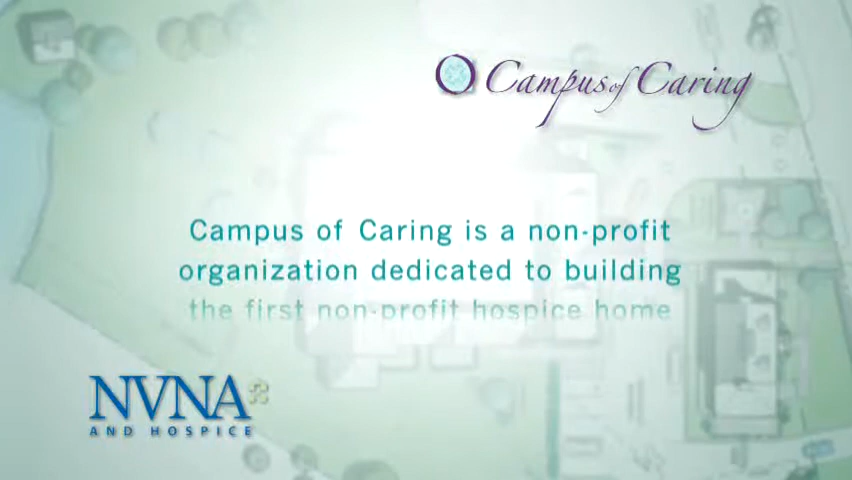 Campus of Caring
Campus of Caring is a non-profit
organization dedicated to building
the first non-profit hospice home
NVNA
AND HOSPICE